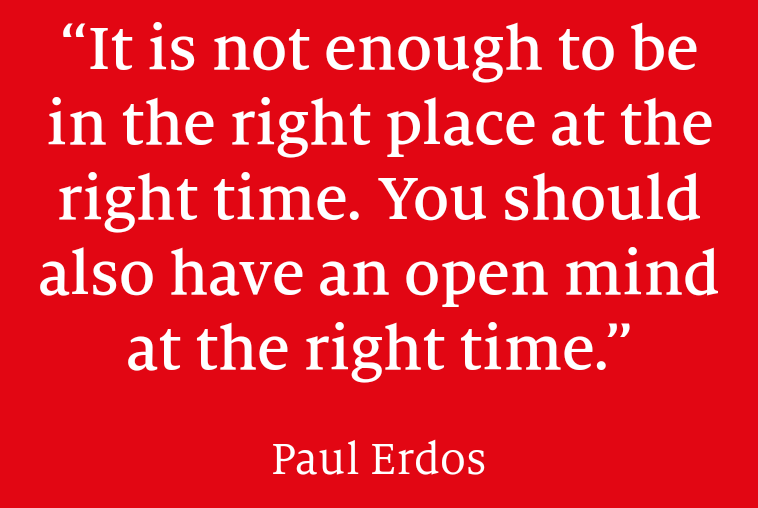 “It is not enough to be
in the right place at the
right time. You should
also have an open mind
at the right time.”
Paul Erdos